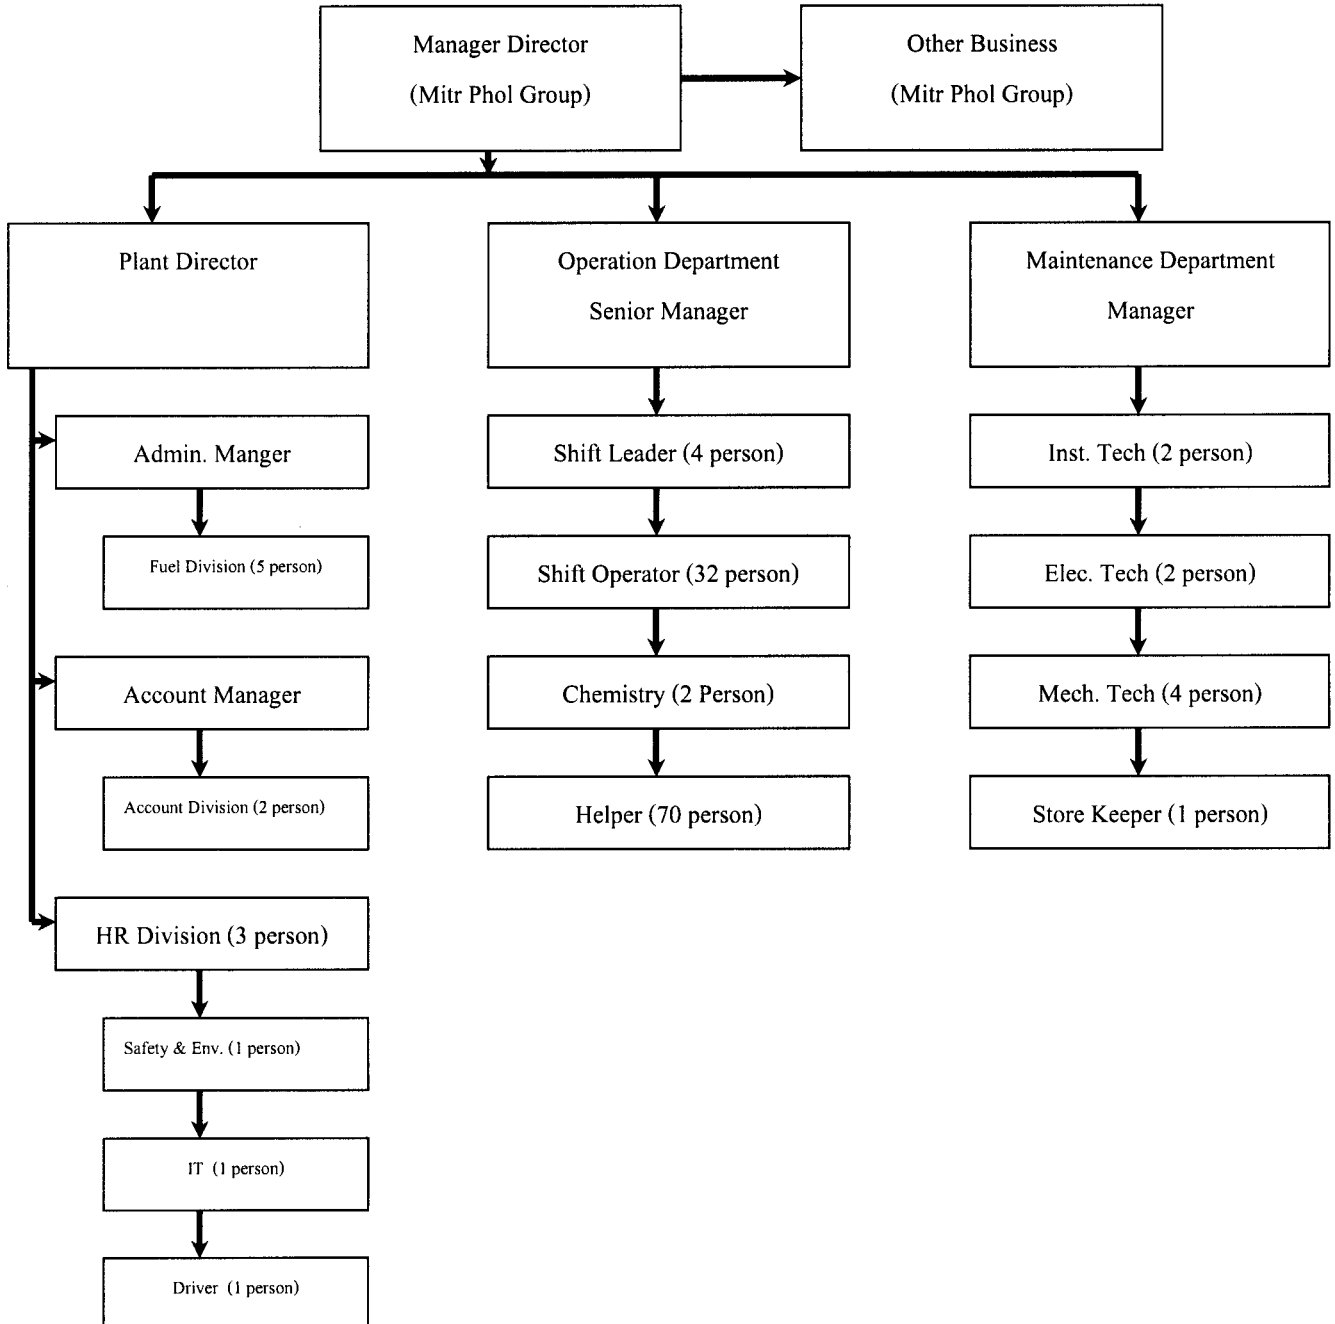 Manager Director
(Mitr Phol Group)
Other Business
(Mitr Phol Group)
Plant Director
Operation Department
Senior Manager
Maintenance Department
Manager
Admin. Manger
Shift Leader (4 person)
Inst. Tech (2 person)
Fuel Division (5 person)
Shift Operator (32 person)
Elec. Tech (2 person)
Account Manager
Chemistry (2 Person)
Mech. Tech (4 person)
Account Division (2 person)
Helper (70 person)
Store Keeper (1 person)
HR Division (3 person)
Safety & Env. (1 person)
IT (1 person)
Driver (1 person)